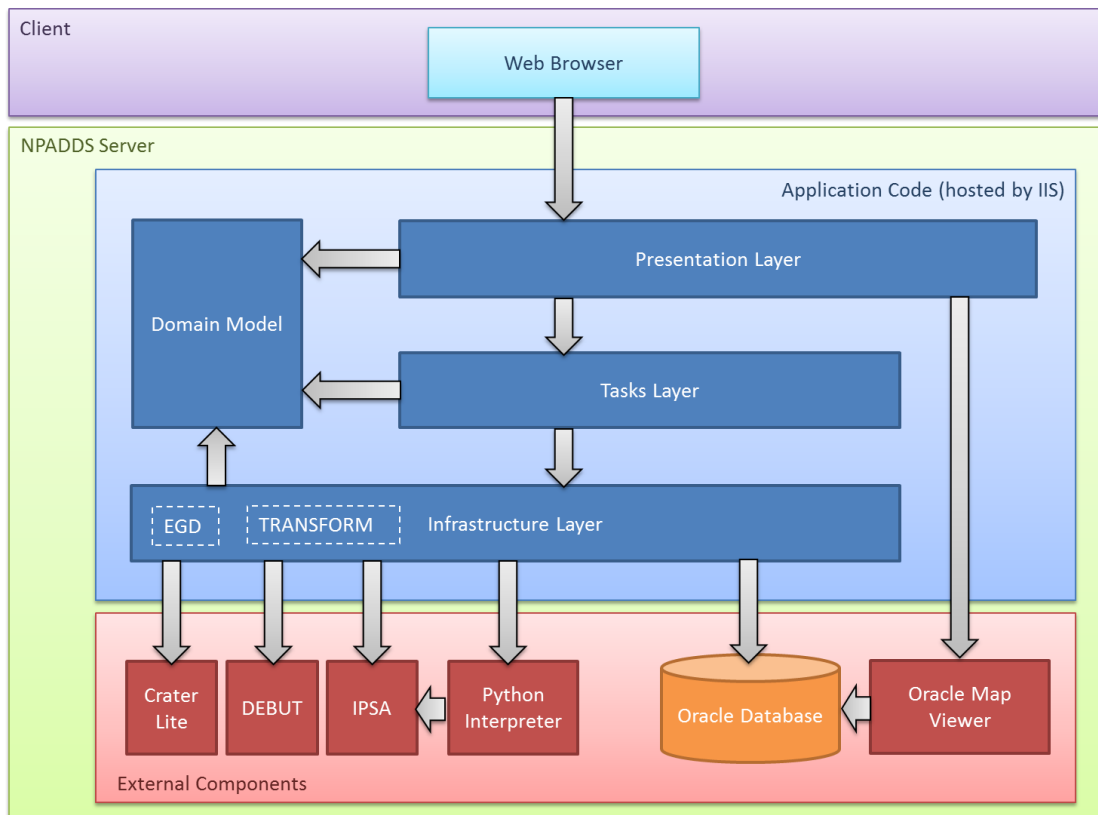 Client
Web Browser
NPADDS Server
Application Code (hosted by IIS)
Presentation Layer
Domain Model
Tasks Layer
EGD
TRANSFORM
Infrastructure Layer
Crater
Lite
DEBUT
IPSA
Python
Interpreter
Oracle Database
Oracle Map
Viewer
External Components